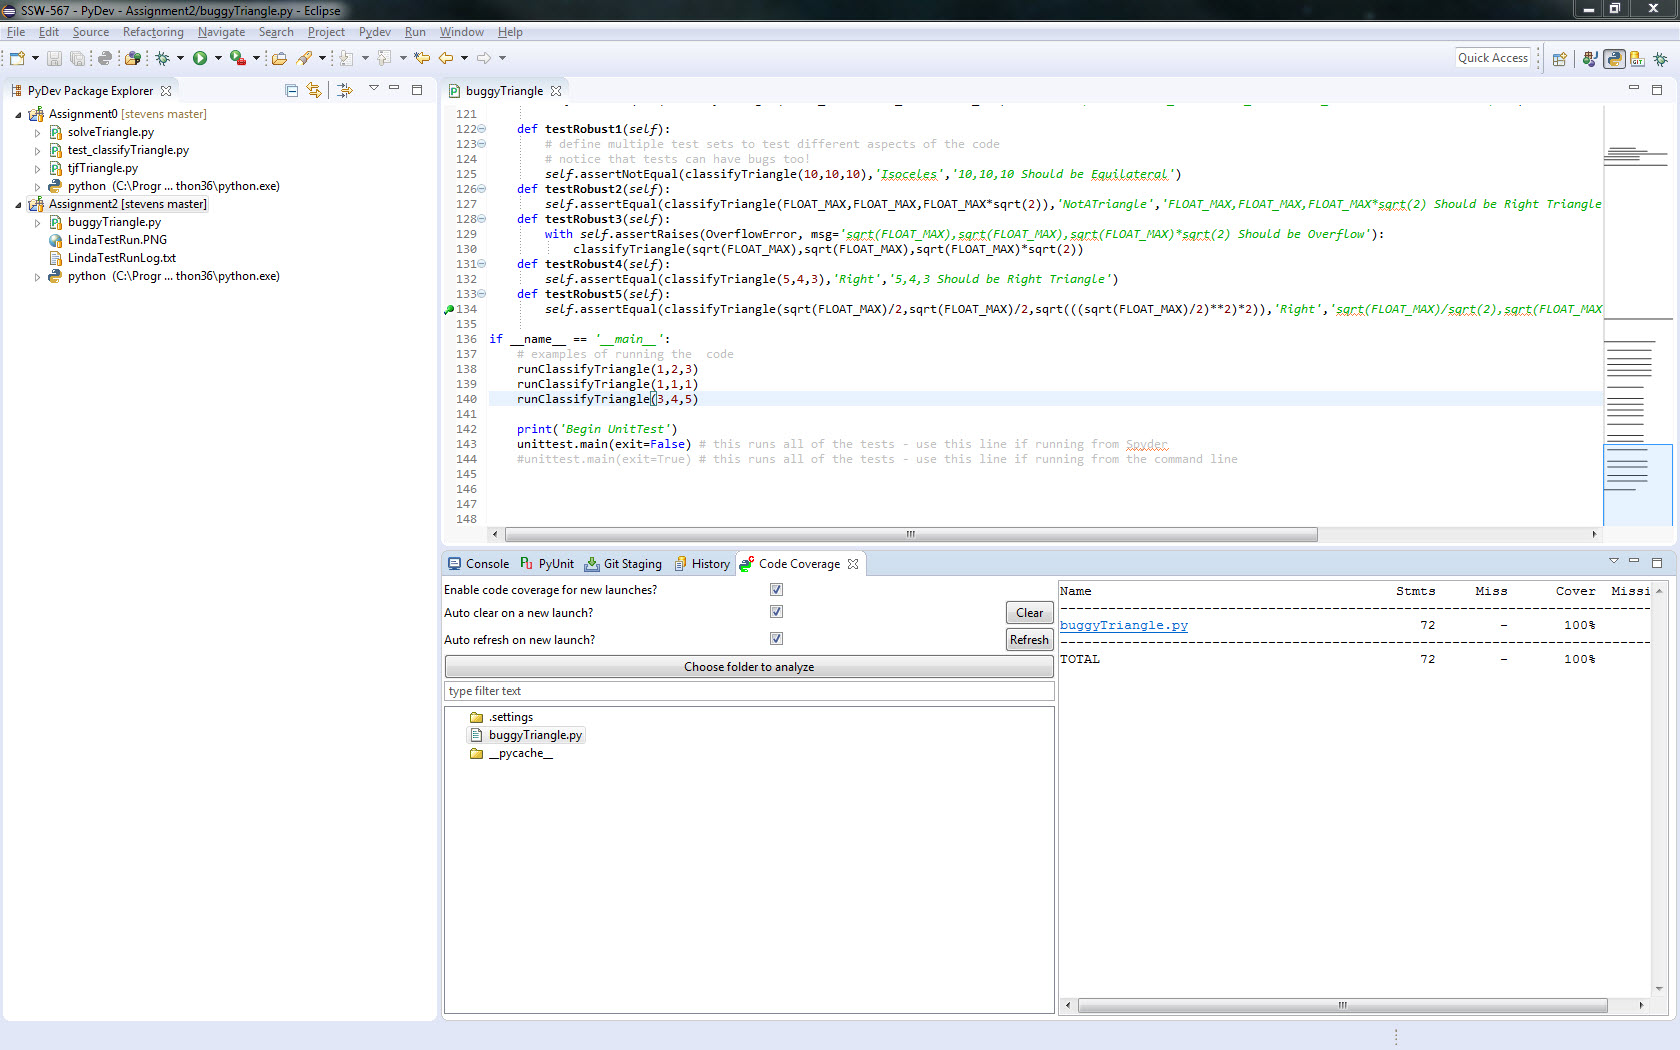 SSW-567 - PyDev - Assignment2/buggyTriangle.py - Eclipse
File Edit Source Refactoring Navigate Search Project Pydev Run Window Help
Quick Access
PyDev Package Explorer
Assignment0 [stevens master]
solveTriangle.py
test_classifyTriangle.py
tjfTriangle.py
python (C:\Progr ... thon36\python.exe)
Assignment2 [stevens master]
buggyTriangle.py
LindaTestRun.PNG
LindaTestRunLog.txt
python (C:\Progr ... thon36\python.exe)
buggyTriangle
121
122 def testRobust1(self):
123 # define multiple test sets to test different aspects of the code
124 # notice that tests can have bugs too!
125 self.assertNotEqual(classifyTriangle(10,10,10),'Isoceles','10,10,10 Should be Equilateral')
126 def testRobust2(self):
127 self.assertEqual(classifyTriangle(FLOAT_MAX,FLOAT_MAX,FLOAT_MAX*sqrt(2)),'NotATriangle','FLOAT_MAX,FLOAT_MAX,FLOAT_MAX*sqrt(2) Should be Right Triangle
128 def testRobust3(self):
129 with self.assertRaises(OverflowError, msg='sqrt(FLOAT_MAX),sqrt(FLOAT_MAX),sqrt(FLOAT_MAX)*sqrt(2) Should be Overflow'):
130 classifyTriangle(sqrt(FLOAT_MAX),sqrt(FLOAT_MAX),sqrt(FLOAT_MAX)*sqrt(2))
131 def testRobust4(self):
132 self.assertEqual(classifyTriangle(5,4,3),'Right','5,4,3 Should be Right Triangle')
133 def testRobust5(self):
134 self.assertEqual(classifyTriangle(sqrt(FLOAT_MAX)/2,sqrt(FLOAT_MAX)/2,sqrt(((sqrt(FLOAT_MAX)/2)**2)*2)),'Right','sqrt(FLOAT_MAX)/sqrt(2),sqrt(FLOAT_MAX
135
136 if __name__ == '__main__':
137 # examples of running the  code
138 runClassifyTriangle(1,2,3)
139 runClassifyTriangle(1,1,1)
140 runClassifyTriangle(3,4,5)
141
142 print('Begin UnitTest')
143 unittest.main(exit=False) # this runs all of the tests - use this line if running from Spyder
144 #unittest.main(exit=True) # this runs all of the tests - use this line if running from the command line
145
146
147
148
Console PyUnit Git Staging History Code Coverage
Enable code coverage for new launches?
Auto clear on a new launch? Clear
Auto refresh on new launch? Refresh
Choose folder to analyze
type filter text
.settings
buggyTriangle.py
__pycache__
Name Stmts Miss Cover Missi
--------------------------------------------------------------------------
buggyTriangle.py 72 - 100%
--------------------------------------------------------------------------
TOTAL 72 - 100%